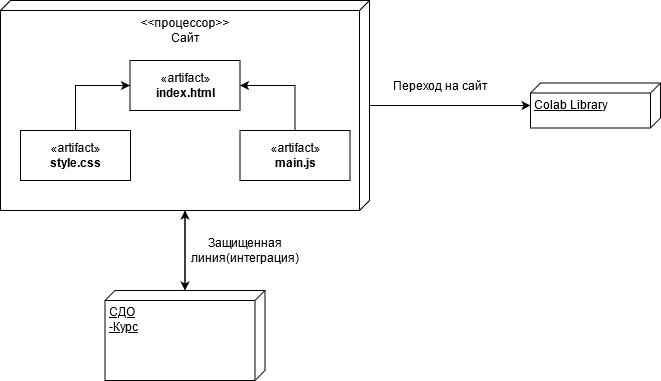 <<процессор>>
Сайт
«artifact»
index.html
«artifact»
style.css
«artifact»
main.js
Переход на сайт
Colab Library
Защищенная
линия(интеграция)
СДО
-Курс